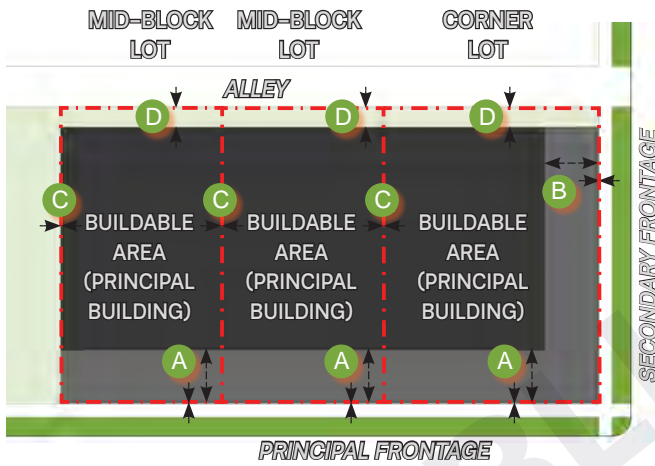 MID–BLOCK LOT
MID–BLOCK LOT
CORNER LOT
ALLEY
D
D
D
C
C
C
B
SECONDARY FRONTAGE
BUILDABLE
AREA
(PRINCIPAL
BUILDING)
BUILDABLE
AREA
(PRINCIPAL
BUILDING)
BUILDABLE
AREA
(PRINCIPAL
BUILDING)
A
A
A
PRINCIPAL FRONTAGE